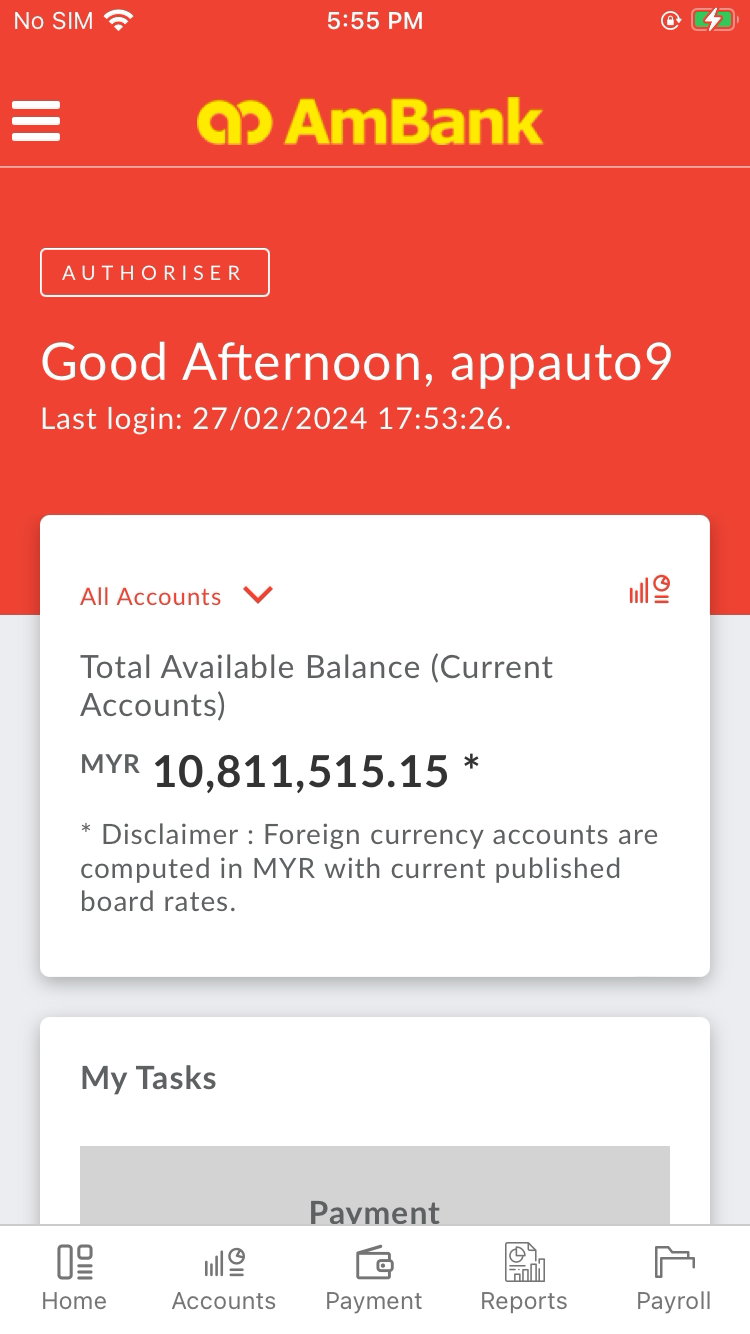 No SIM 5:55 PM
AmBank
AUTHORISER
Good Afternoon, appauto9
Last login: 27/02/2024 17:53:26.
All Accounts
Total Available Balance (Current
Accounts)
MYR 10,811,515.15 *
* Disclaimer : Foreign currency accounts are
computed in MYR with current published
board rates.
My Tasks
Payment
Home Accounts Payment Reports Payroll